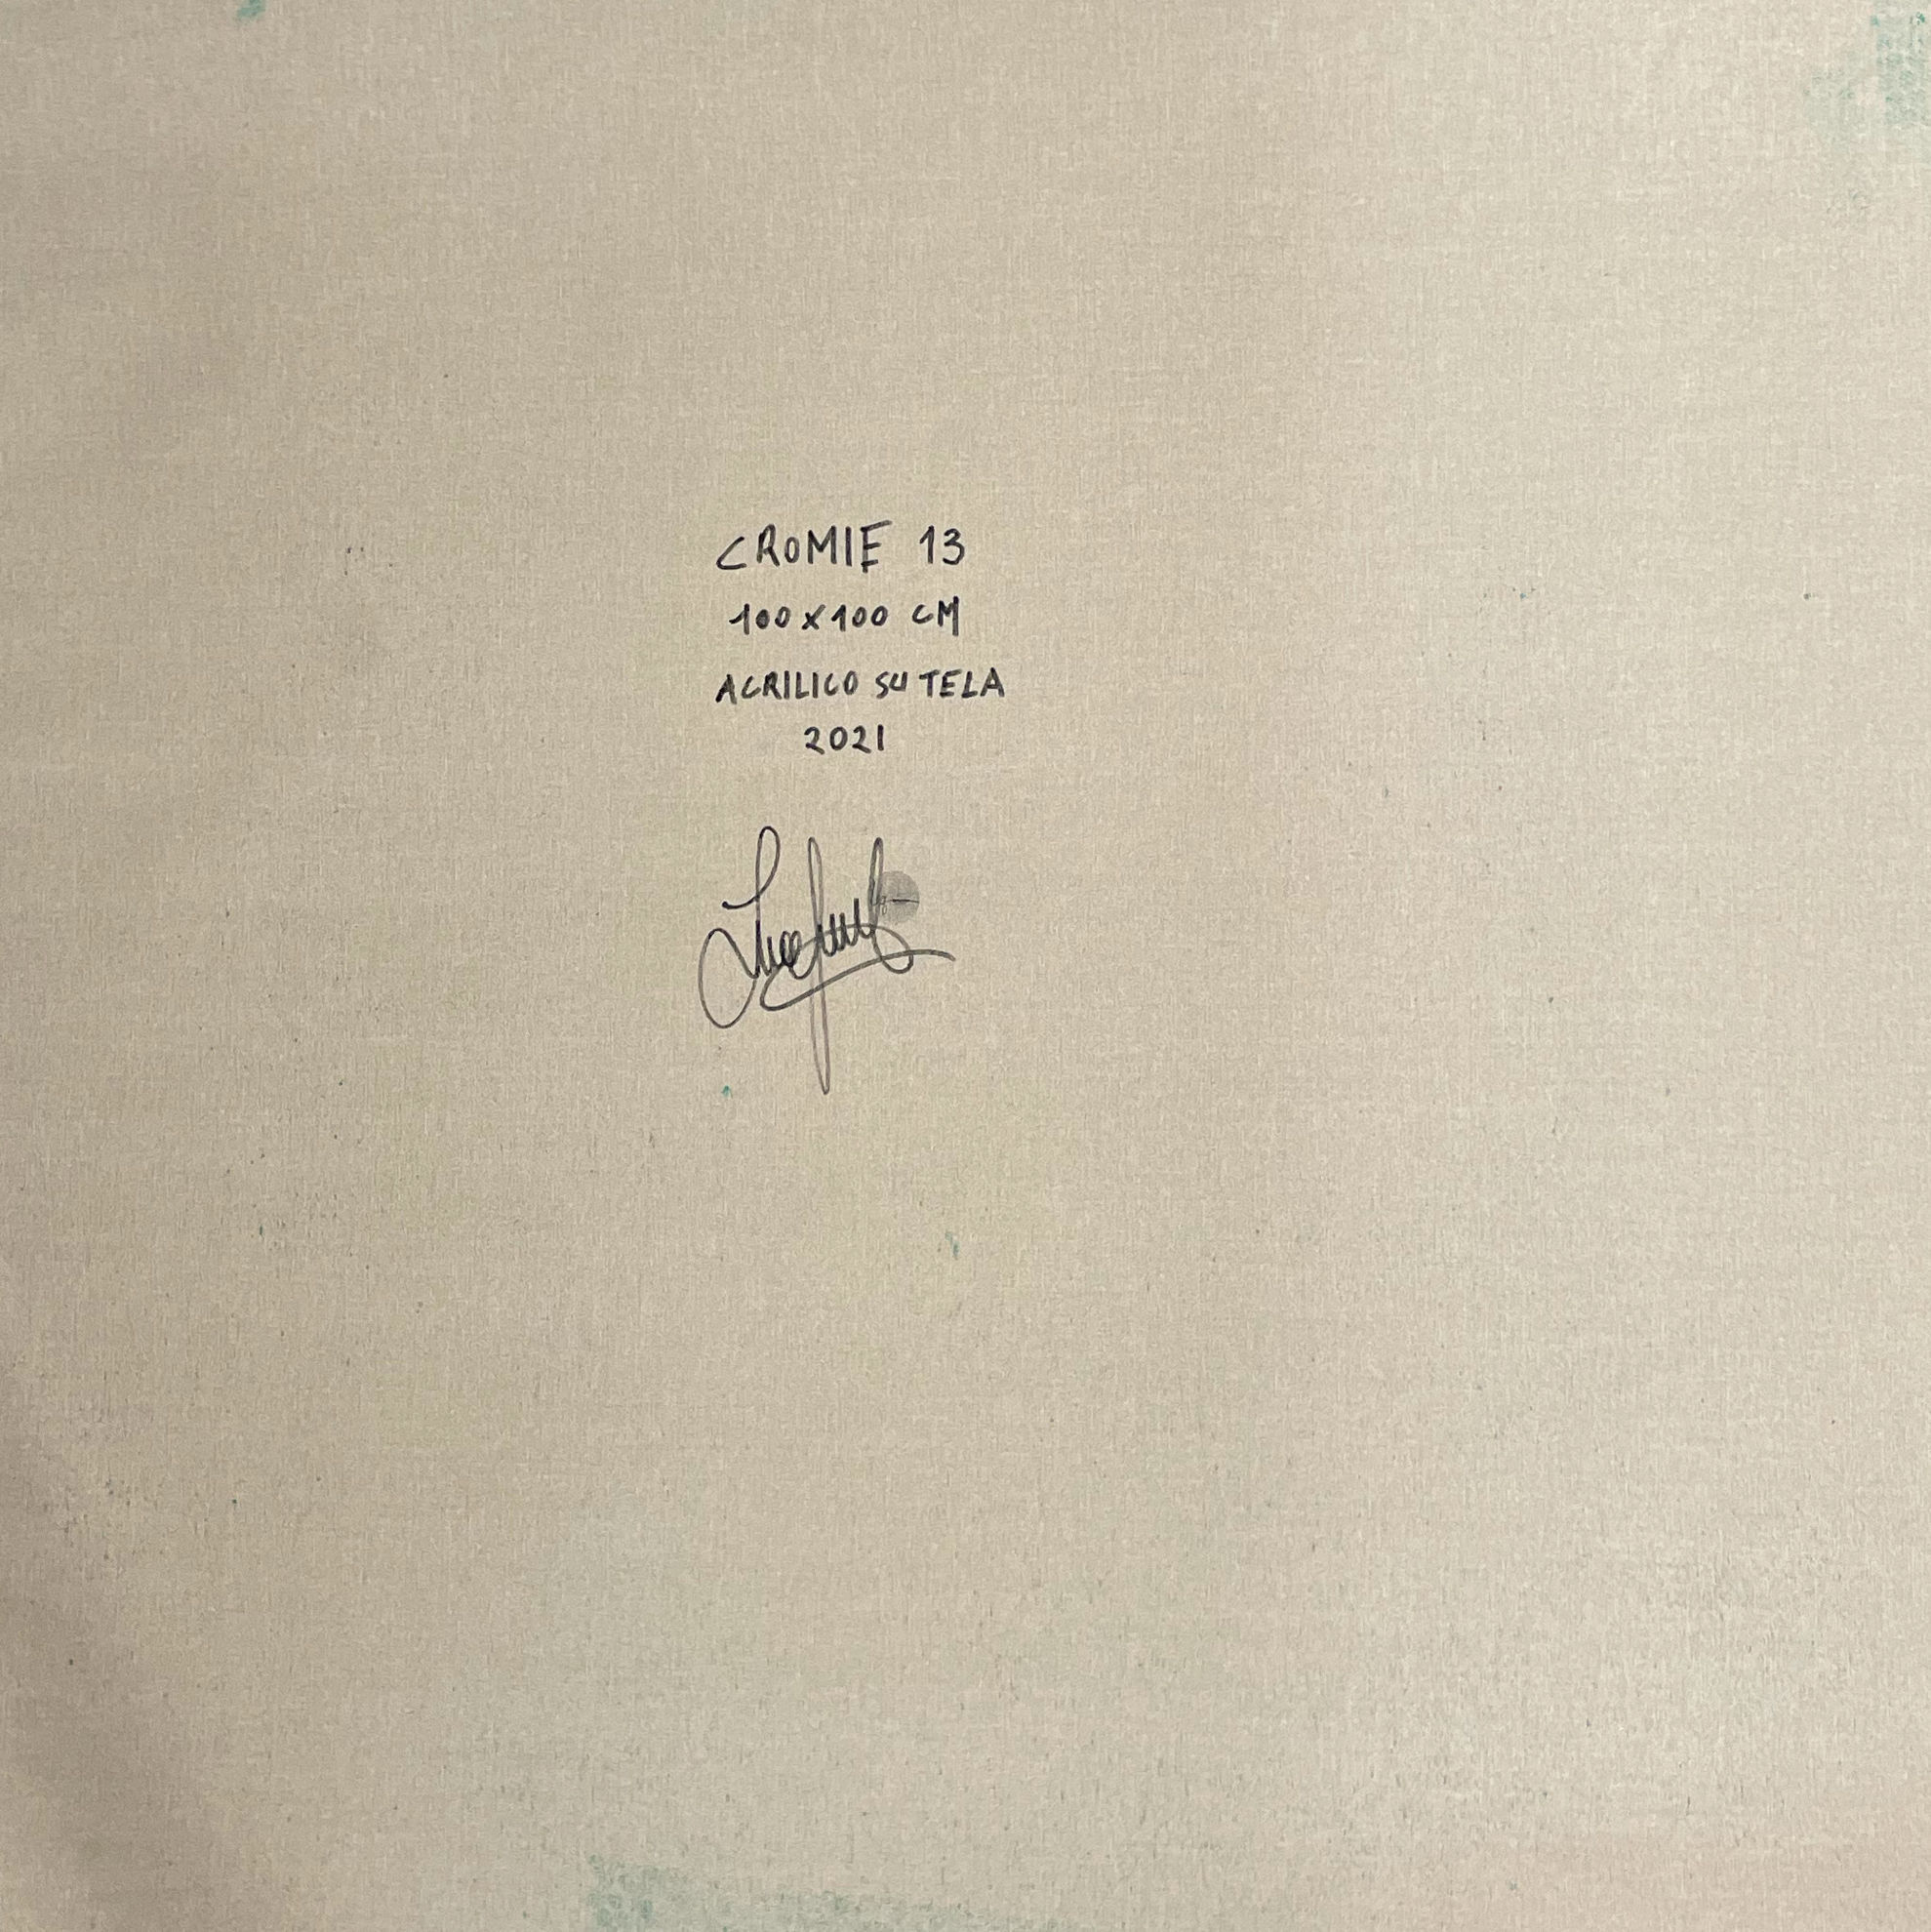 CROMIE 13
100 x 100 CM
ACRILICO SU TELA
2021